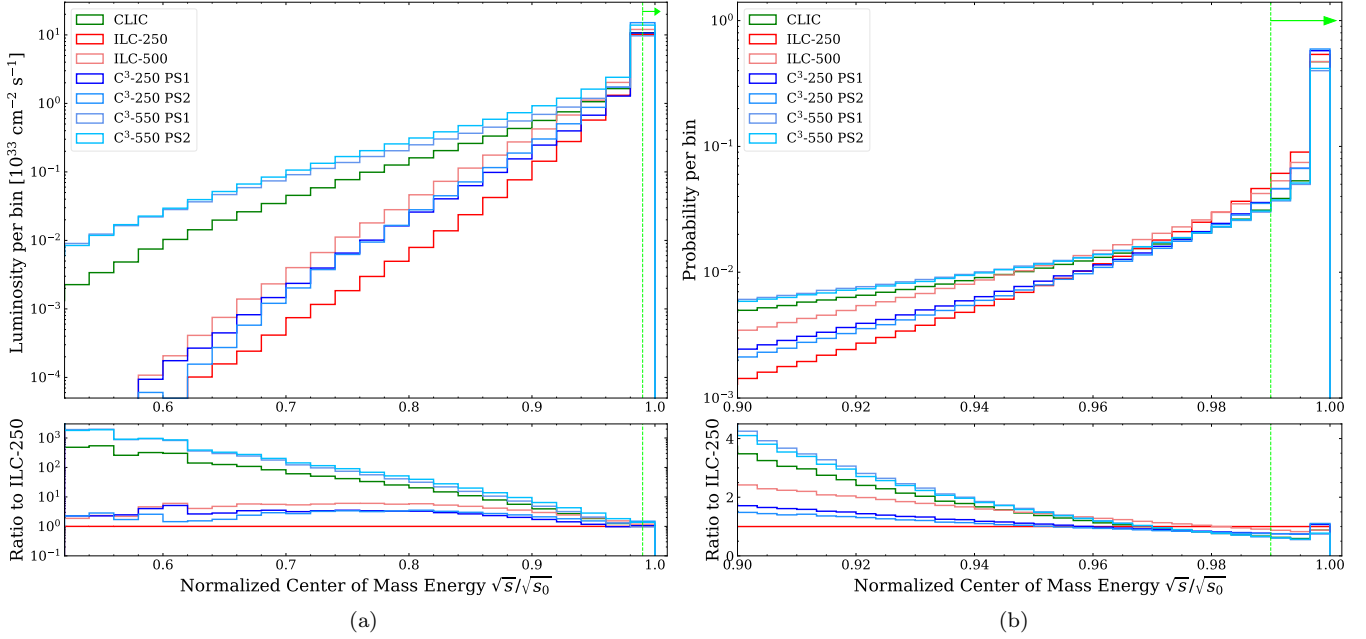 Luminosity per bin [10³³ cm⁻² s⁻¹]
10¹
10⁰
10⁻¹
10⁻²
10⁻³
10⁻⁴
CLIC
ILC-250
ILC-500
C³-250 PS1
C³-250 PS2
C³-550 PS1
C³-550 PS2
0.6 0.7 0.8 0.9 1.0
Ratio to ILC-250
10³
10²
10¹
10⁰
10⁻¹
0.6 0.7 0.8 0.9 1.0
Normalized Center of Mass Energy √s/√s₀
(a)
Probability per bin
10⁰
10⁻¹
10⁻²
10⁻³
CLIC
ILC-250
ILC-500
C³-250 PS1
C³-250 PS2
C³-550 PS1
C³-550 PS2
0.90 0.92 0.94 0.96 0.98 1.00
Ratio to ILC-250
4
2
0
0.90 0.92 0.94 0.96 0.98 1.00
Normalized Center of Mass Energy √s/√s₀
(b)